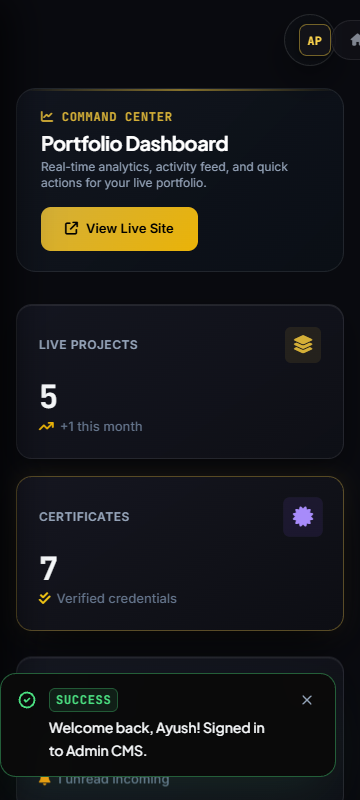 AP
COMMAND CENTER
Portfolio Dashboard
Real-time analytics, activity feed, and quick
actions for your live portfolio.
View Live Site
LIVE PROJECTS
5
+1 this month
CERTIFICATES
7
Verified credentials
SUCCESS
Welcome back, Ayush! Signed in
to Admin CMS.
1 unread incoming